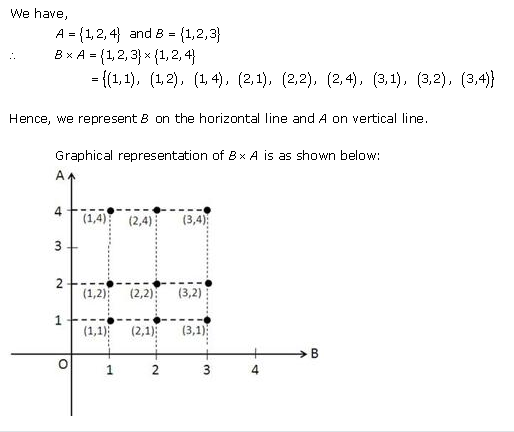 We have,
A = {1,2,4} and B = {1,2,3}
∴ B × A = {1,2,3} × {1,2,4}
= {(1,1), (1,2), (1,4), (2,1), (2,2), (2,4), (3,1), (3,2), (3,4)}
Hence, we represent B on the horizontal line and A on vertical line.
Graphical representation of B × A is as shown below:
A
4
(1,4) (2,4) (3,4)
3
2
(1,2) (2,2) (3,2)
1
(1,1) (2,1) (3,1)
B
O 1 2 3 4